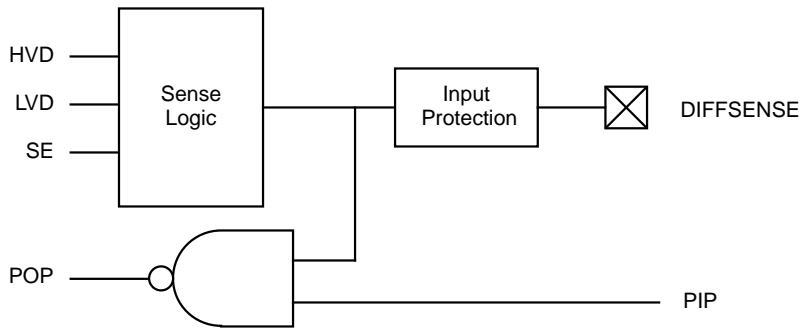 HVD
LVD
SE
Sense
Logic
Input
Protection
DIFFSENSE
POP
PIP